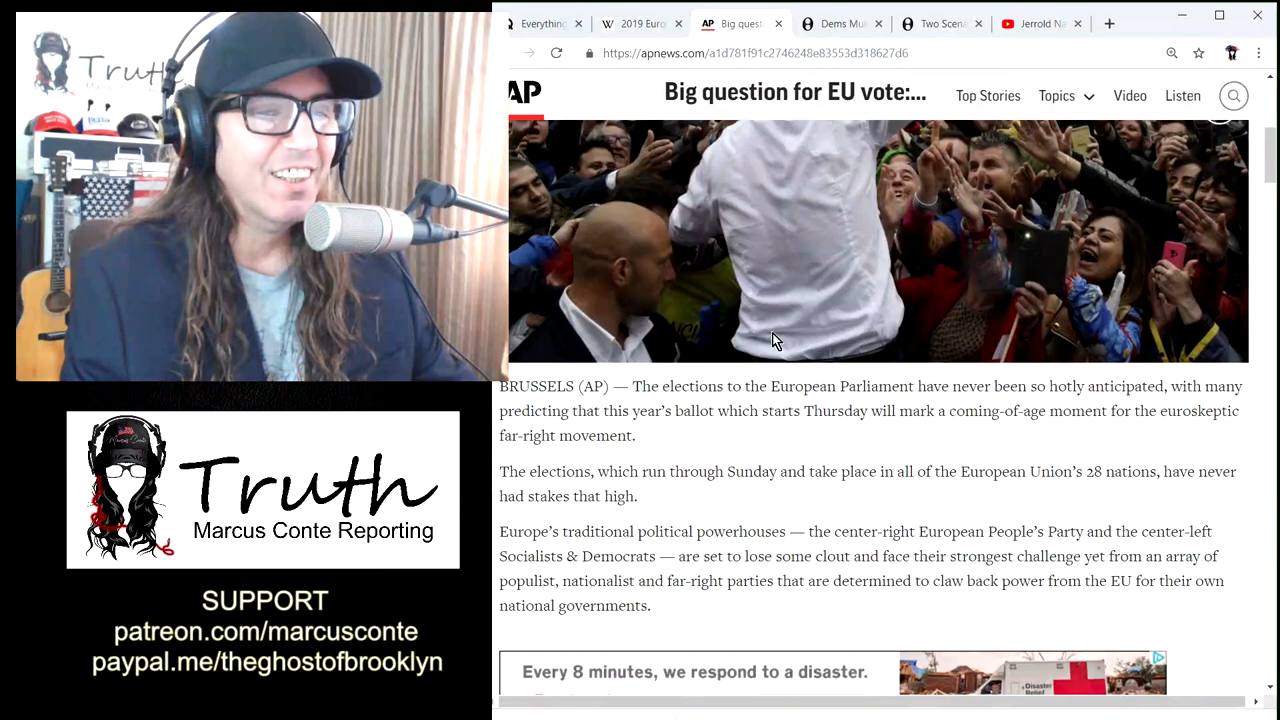 Truth
Everything
2019 Euro
AP Big quest
Dems Mu
Two Scena
Jerrold Na
https://apnews.com/a1d781f91c2746248e83553d318627d6
AP
Big question for EU vote:...
Top Stories
Topics
Video
Listen
BRUSSELS (AP) — The elections to the European Parliament have never been so hotly anticipated, with many
predicting that this year's ballot which starts Thursday will mark a coming-of-age moment for the euroskeptic
far-right movement.
The elections, which run through Sunday and take place in all of the European Union's 28 nations, have never
had stakes that high.
Europe's traditional political powerhouses — the center-right European People's Party and the center-left
Socialists & Democrats — are set to lose some clout and face their strongest challenge yet from an array of
populist, nationalist and far-right parties that are determined to claw back power from the EU for their own
national governments.
Every 8 minutes, we respond to a disaster.
Disaster
Relief
Truth
Marcus Conte Reporting
SUPPORT
patreon.com/marcusconte
paypal.me/theghostofbrooklyn